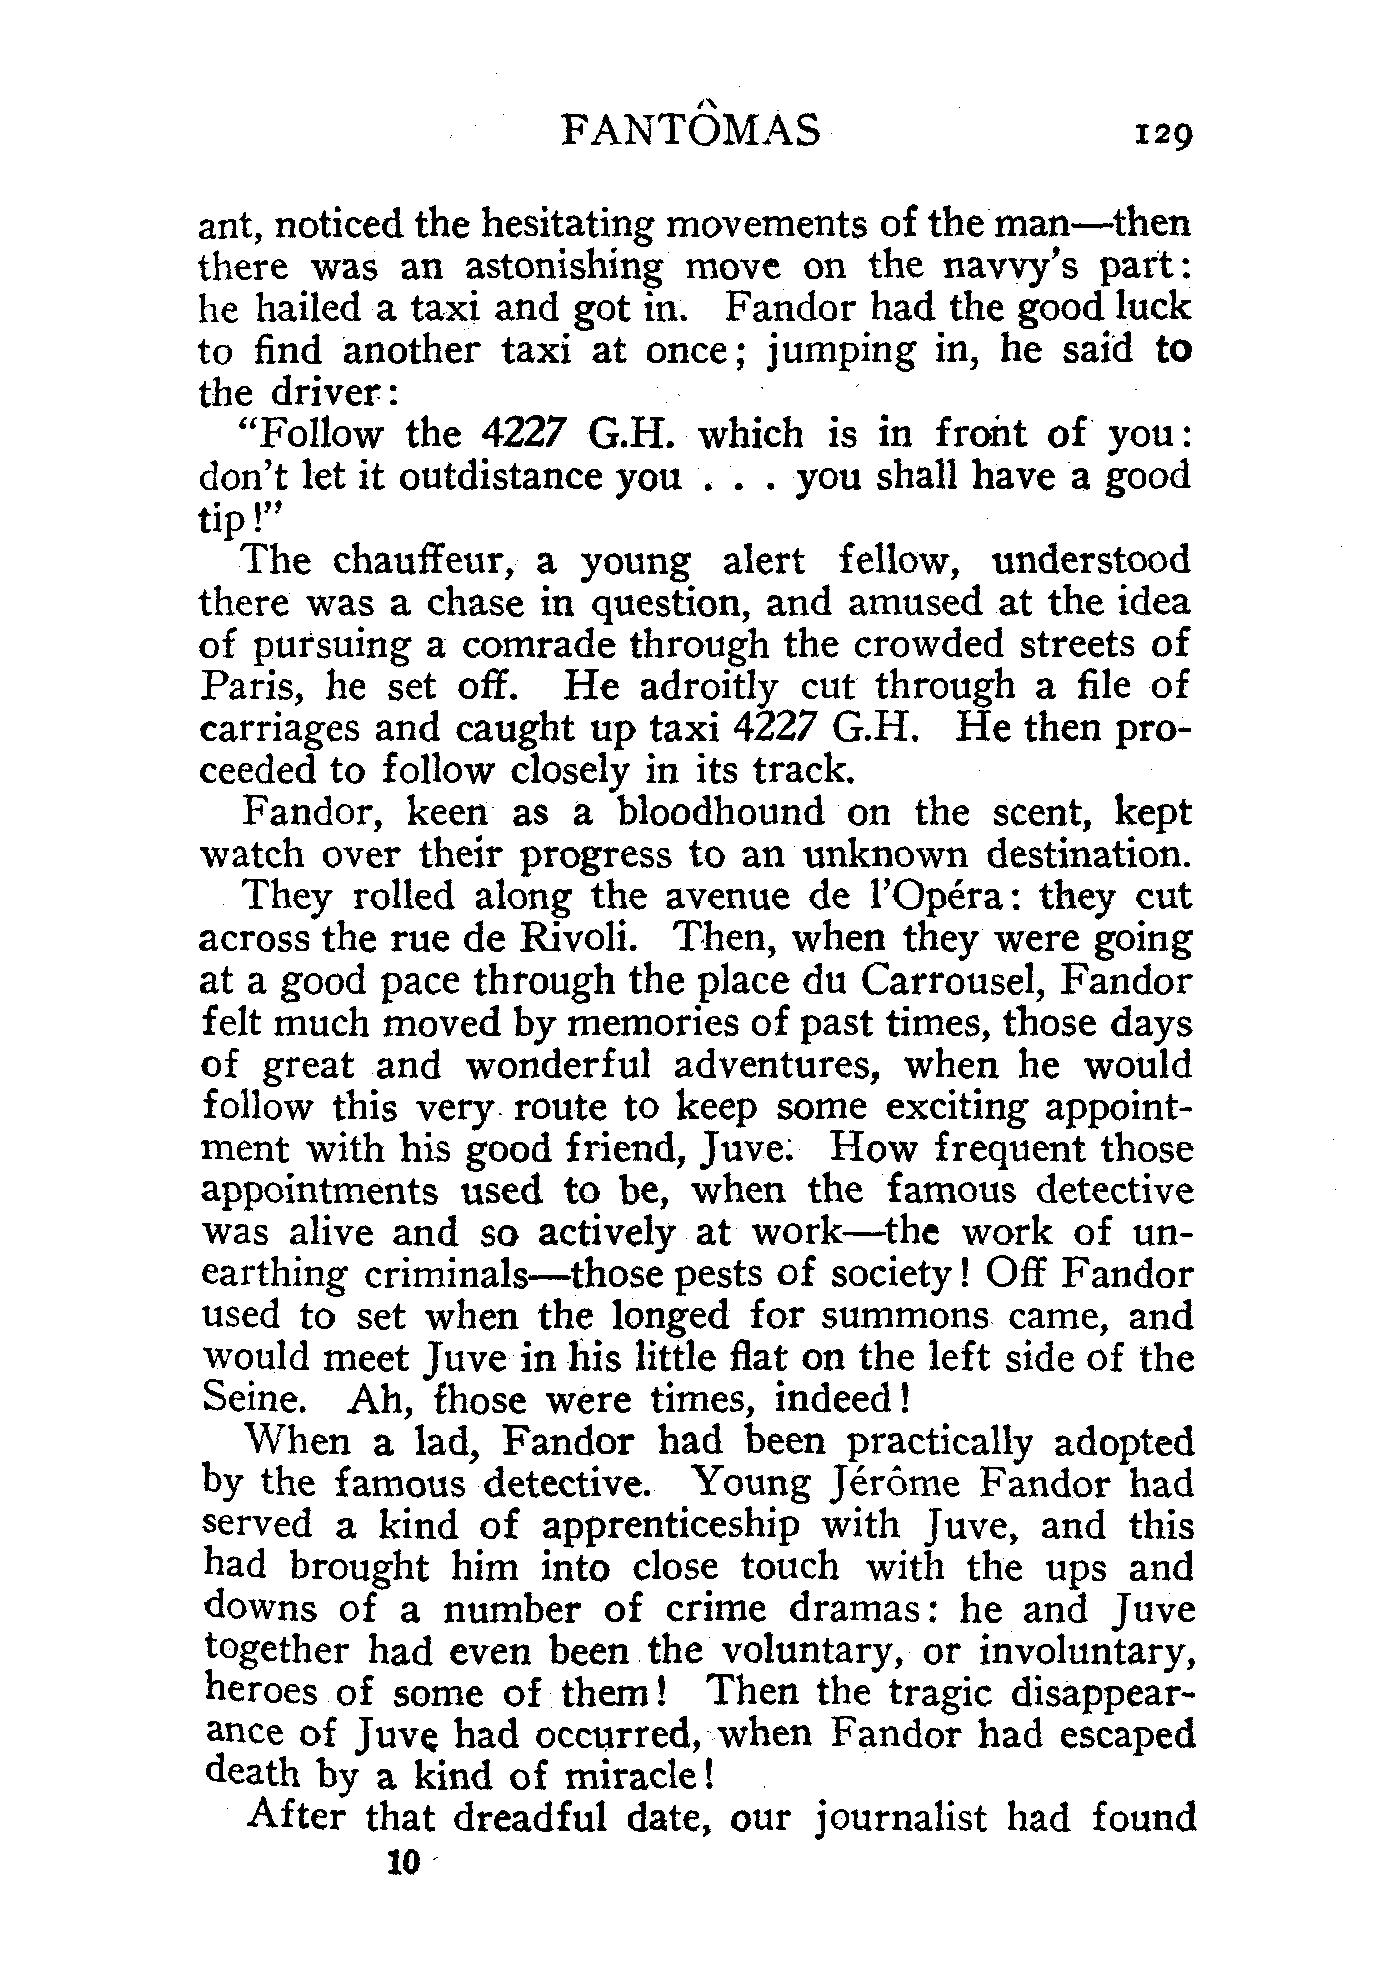 FANTÔMAS 129
ant, noticed the hesitating movements of the man—then
there was an astonishing move on the navvy's part:
he hailed a taxi and got in. Fandor had the good luck
to find another taxi at once; jumping in, he said to
the driver:
"Follow the 4227 G.H. which is in front of you:
don't let it outdistance you . . . you shall have a good
tip!"
The chauffeur, a young alert fellow, understood
there was a chase in question, and amused at the idea
of pursuing a comrade through the crowded streets of
Paris, he set off. He adroitly cut through a file of
carriages and caught up taxi 4227 G.H. He then pro-
ceeded to follow closely in its track.
Fandor, keen as a bloodhound on the scent, kept
watch over their progress to an unknown destination.
They rolled along the avenue de l'Opéra: they cut
across the rue de Rivoli. Then, when they were going
at a good pace through the place du Carrousel, Fandor
felt much moved by memories of past times, those days
of great and wonderful adventures, when he would
follow this very route to keep some exciting appoint-
ment with his good friend, Juve. How frequent those
appointments used to be, when the famous detective
was alive and so actively at work—the work of un-
earthing criminals—those pests of society! Off Fandor
used to set when the longed for summons came, and
would meet Juve in his little flat on the left side of the
Seine. Ah, those were times, indeed!
When a lad, Fandor had been practically adopted
by the famous detective. Young Jérôme Fandor had
served a kind of apprenticeship with Juve, and this
had brought him into close touch with the ups and
downs of a number of crime dramas: he and Juve
together had even been the voluntary, or involuntary,
heroes of some of them! Then the tragic disappear-
ance of Juve had occurred, when Fandor had escaped
death by a kind of miracle!
After that dreadful date, our journalist had found
10